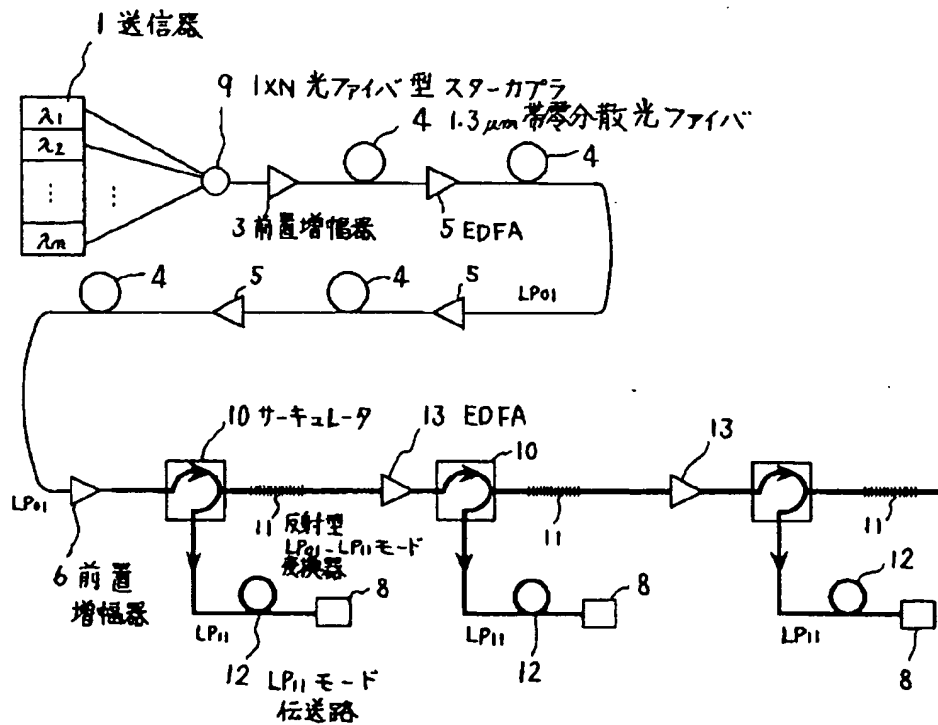 1 送信器
λ1
λ2
⋮
λn
⋮
9 1×N 光ファイバ型スターカプラ
4 1.3μm帯零分散光ファイバ
4
3 前置増幅器
5 EDFA
4
5
4
5
LP01
10 サーキュレータ
13 EDFA
10
13
LP01
6 前置
増幅器
11 反射型
LP01-LP11モード
変換器
11
11
8
8
12
8
LP11
LP11
LP11
12
12
LP11モード
伝送路